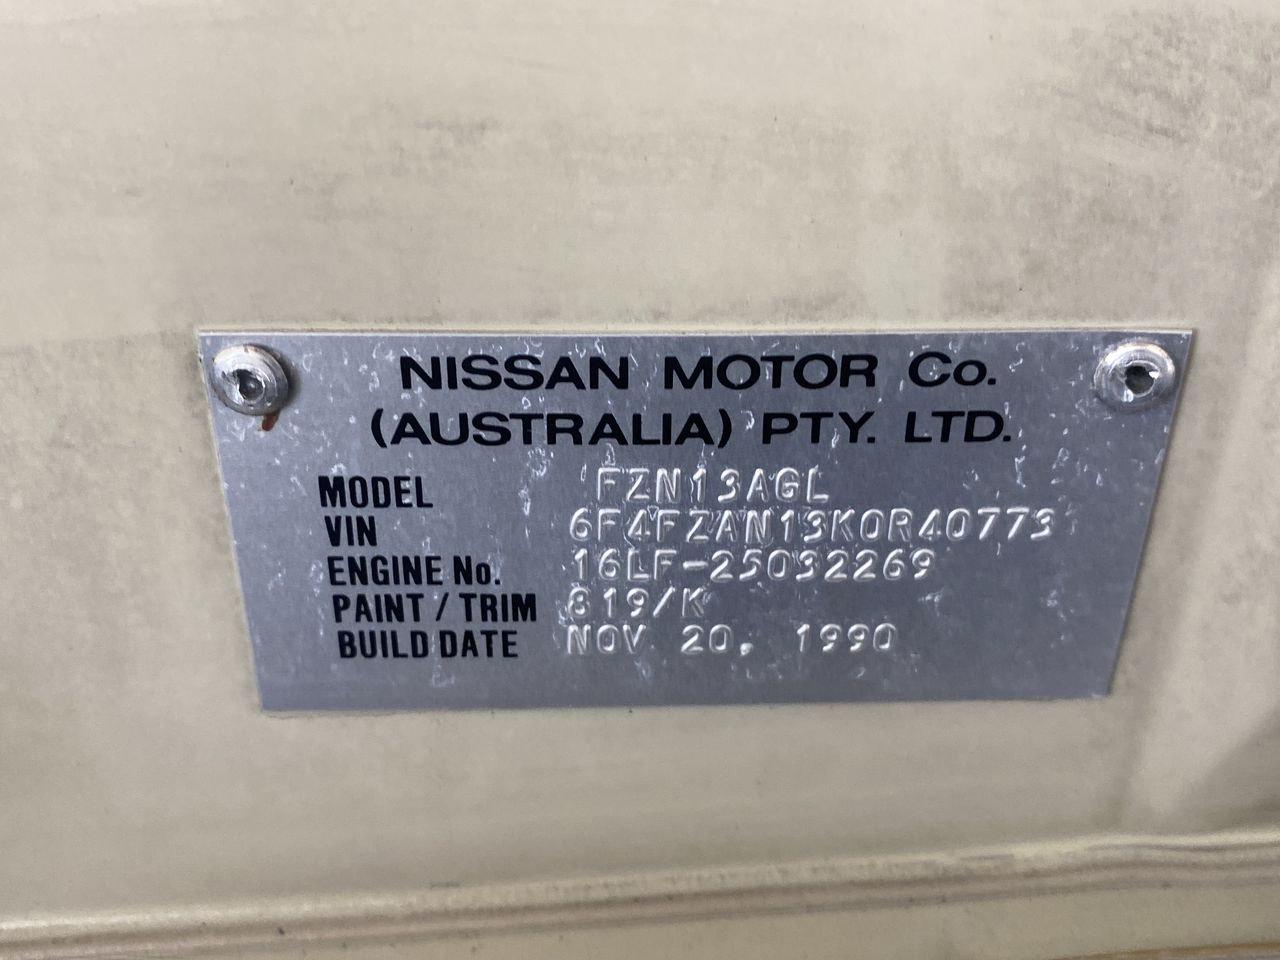 NISSAN MOTOR Co.
(AUSTRALIA) PTY. LTD.
MODEL FZN13AGL
VIN 6F4FZAN13K0R40773
ENGINE No. 16LF-25032269
PAINT / TRIM 819/K
BUILD DATE NOV 20, 1990